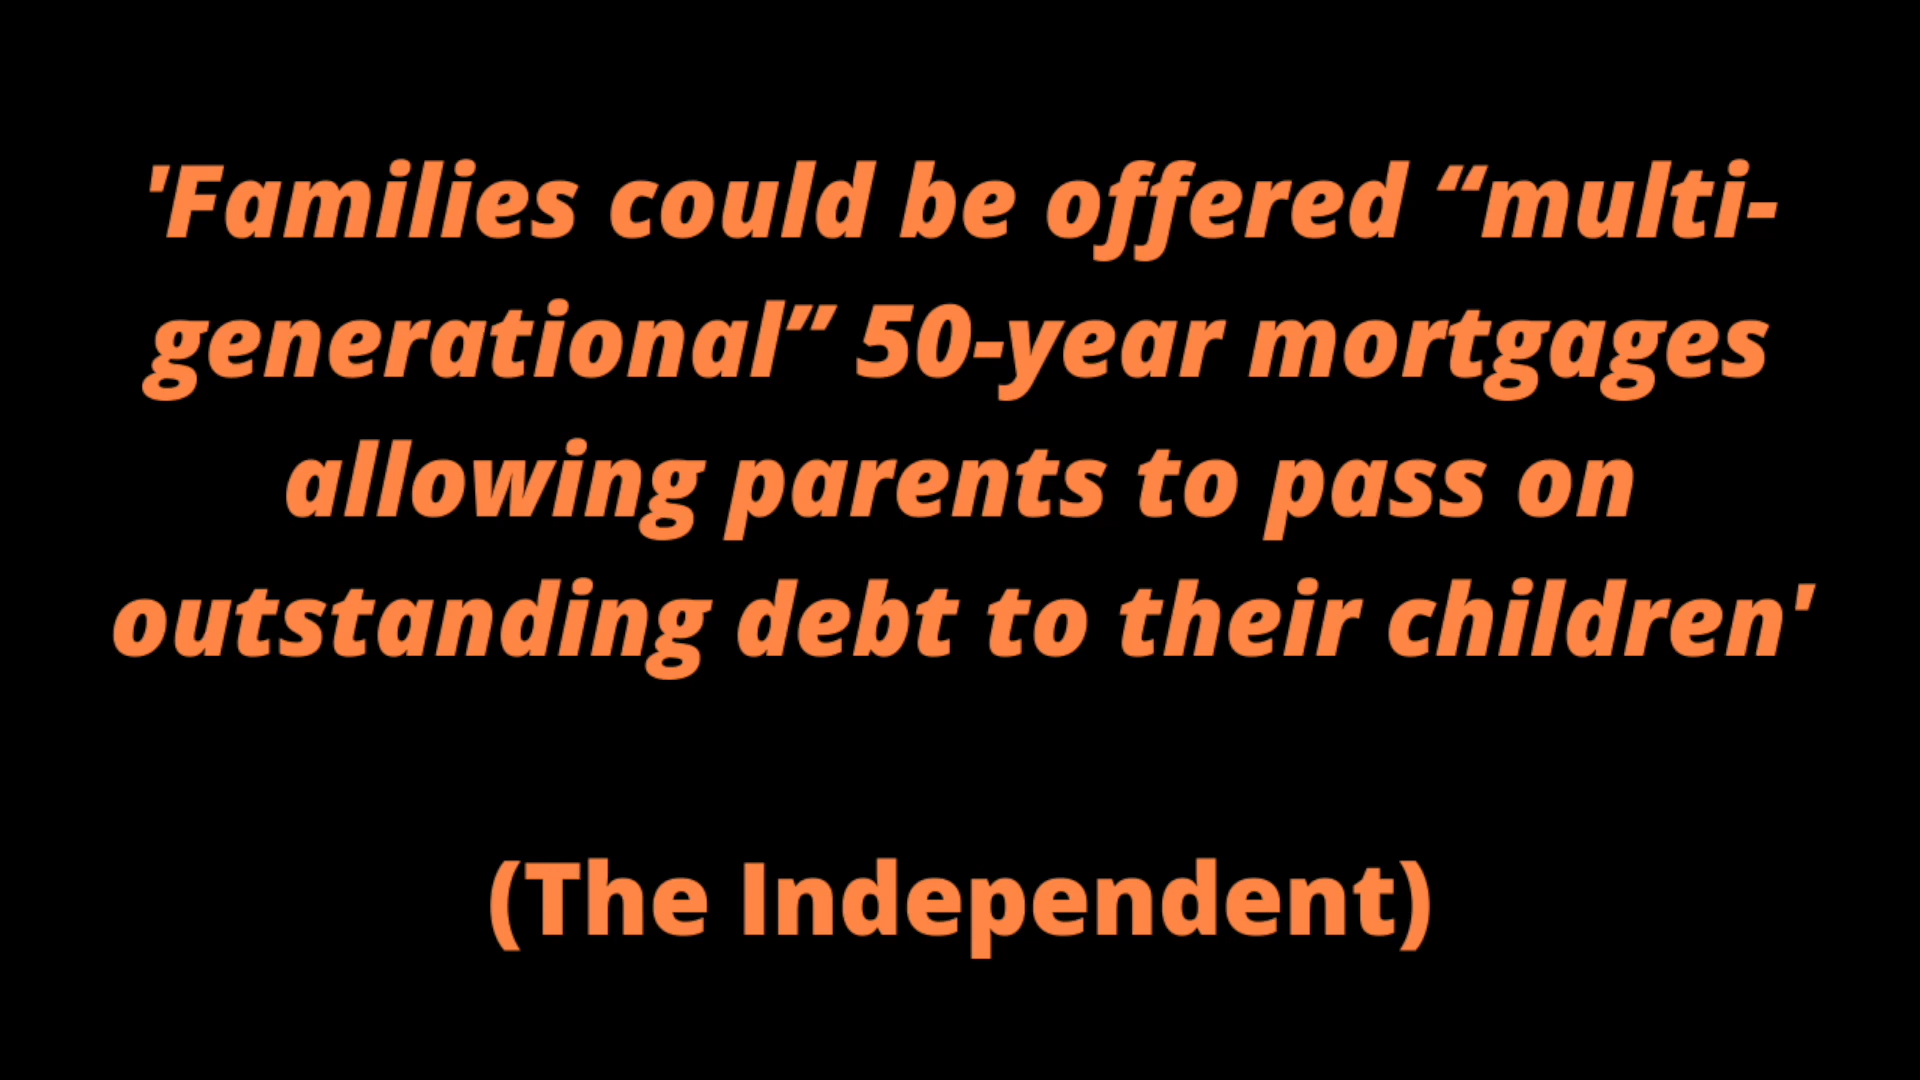 'Families could be offered “multi-
generational” 50-year mortgages
allowing parents to pass on
outstanding debt to their children'
(The Independent)